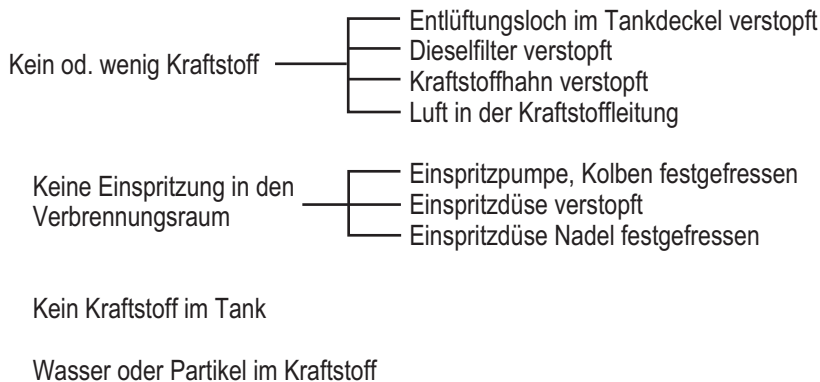 Kein od. wenig Kraftstoff
Entlüftungsloch im Tankdeckel verstopft
Dieselfilter verstopft
Kraftstoffhahn verstopft
Luft in der Kraftstoffleitung
Keine Einspritzung in den
Verbrennungsraum
Einspritzpumpe, Kolben festgefressen
Einspritzdüse verstopft
Einspritzdüse Nadel festgefressen
Kein Kraftstoff im Tank
Wasser oder Partikel im Kraftstoff